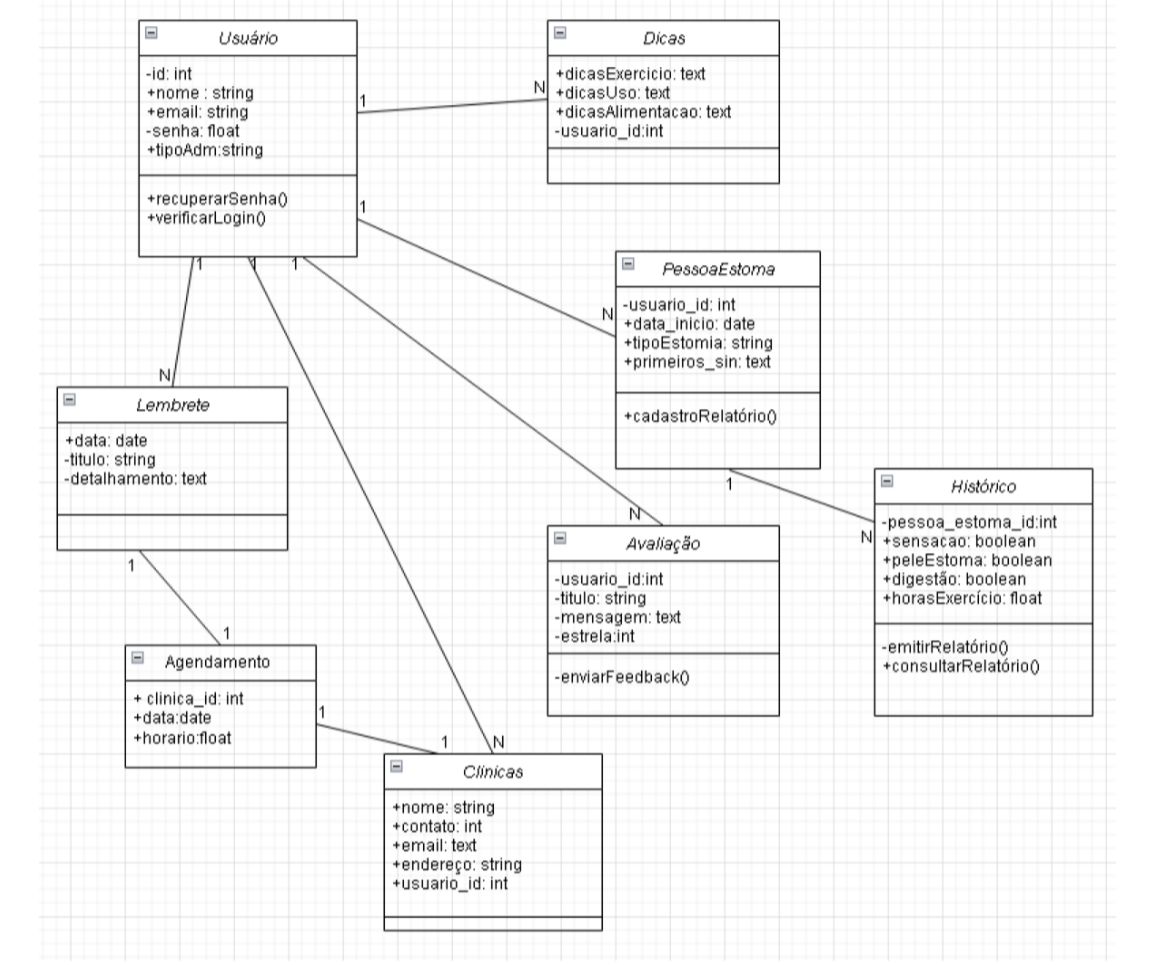 Usuário
-id: int
+nome : string
+email: string
-senha: float
+tipoAdm:string
+recuperarSenha()
+verificarLogin()
1
N
Dicas
+dicasExercicio: text
+dicasUso: text
+dicasAlimentacao: text
-usuario_id:int
1
N
PessoaEstoma
-usuario_id: int
+data_inicio: date
+tipoEstomia: string
+primeiros_sin: text
+cadastroRelatório()
1
1
1
N
Lembrete
+data: date
-titulo: string
-detalhamento: text
1
N
Histórico
-pessoa_estoma_id:int
+sensacao: boolean
+peleEstoma: boolean
+digestão: boolean
+horasExercício: float
-emitirRelatório()
+consultarRelatório()
N
Avaliação
-usuario_id:int
-titulo: string
-mensagem: text
-estrela:int
-enviarFeedback()
1
1
Agendamento
+ clinica_id: int
+data:date
+horario:float
1
1
N
Clinicas
+nome: string
+contato: int
+email: text
+endereço: string
+usuario_id: int